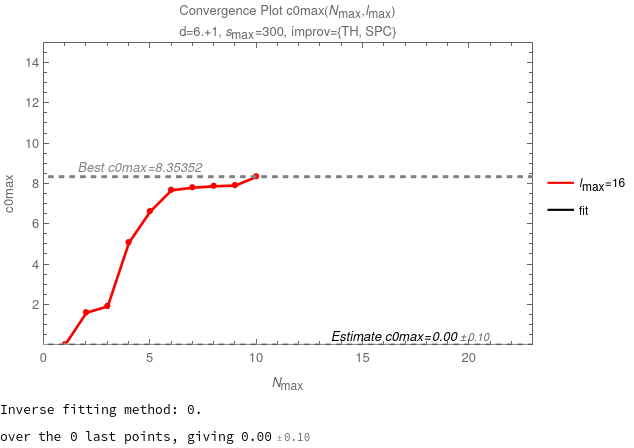 Convergence Plot c0max(Nmax,lmax)
d=6.+1, smax=300, improv={TH, SPC}
14
12
10
8
6
4
2
c0max
Best c0max=8.35352
Estimate c0max=0.00 ±0.10
0 5 10 15 20
Nmax
lmax=16
fit
Inverse fitting method: 0.
over the 0 last points, giving 0.00 ±0.10